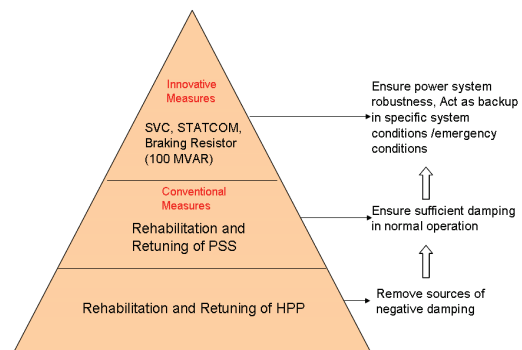 Innovative
Measures
SVC, STATCOM,
Braking Resistor
(100 MVAR)
Ensure power system
robustness, Act as backup
in specific system
conditions /emergency
conditions
Conventional
Measures
Rehabilitation and
Retuning of PSS
Ensure sufficient damping
in normal operation
Rehabilitation and Retuning of HPP
Remove sources of
negative damping